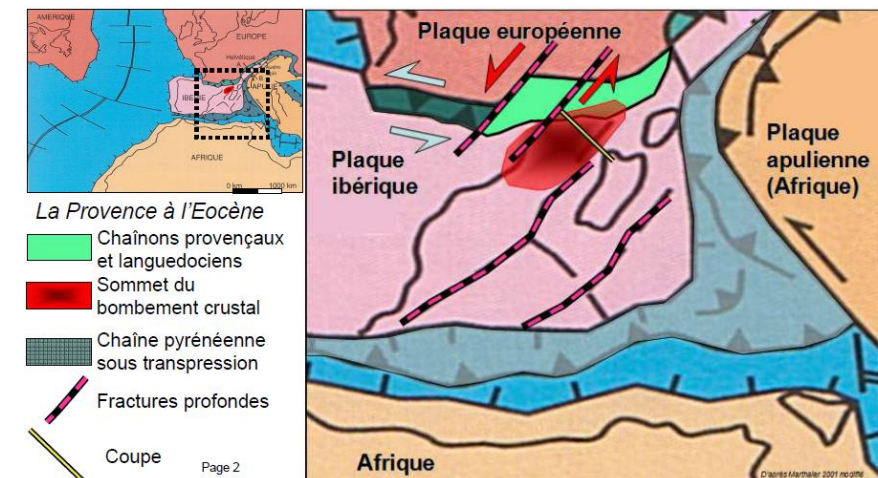 AMERIQUE
EUROPE
Helvétique
IBERIE
APULIE
AFRIQUE
0 km 1000 km
La Provence à l'Eocène
Chaînons provençaux
et languedociens
Sommet du
bombement crustal
Chaîne pyrénéenne
sous transpression
Fractures profondes
Coupe
Page 2
Plaque européenne
Plaque
ibérique
Plaque
apulienne
(Afrique)
Afrique
D'après Marthaler 2001 modifié